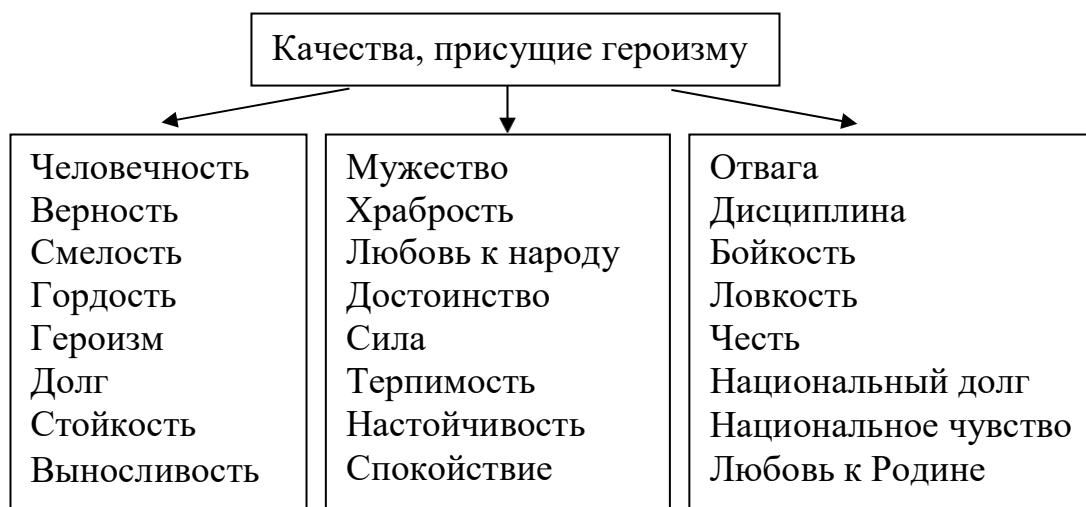 Качества, присущие героизму
Человечность
Верность
Смелость
Гордость
Героизм
Долг
Стойкость
Выносливость
Мужество
Храбрость
Любовь к народу
Достоинство
Сила
Терпимость
Настойчивость
Спокойствие
Отвага
Дисциплина
Бойкость
Ловкость
Честь
Национальный долг
Национальное чувство
Любовь к Родине